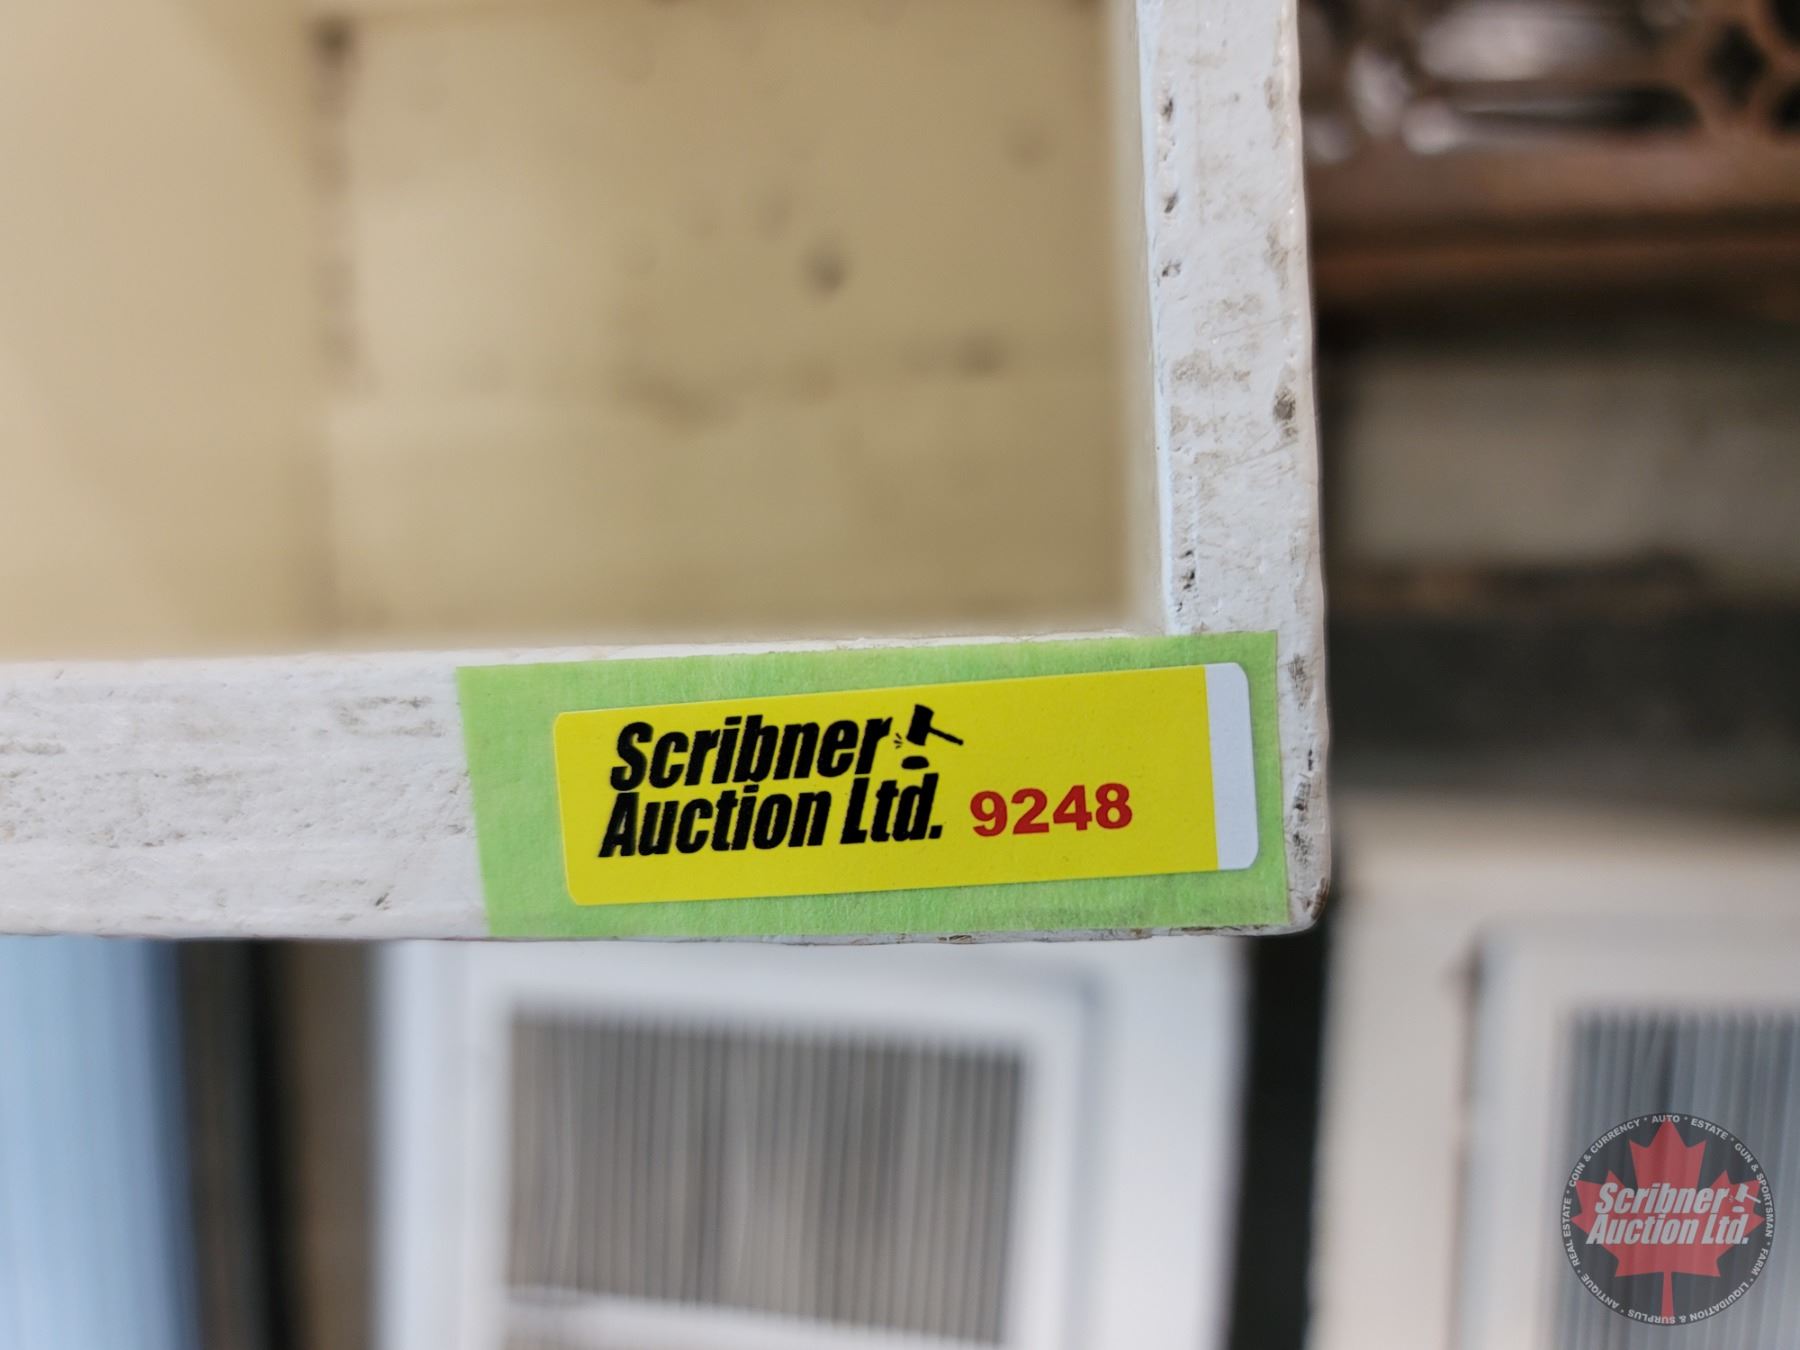 Scribner
Auction Ltd. 9248
COIN & CURRENCY • AUTO • ESTATE • GUN & SPORTSMAN • FARM • LIQUIDATION & SURPLUS • ANTIQUE • REAL ESTATE •
Scribner
Auction Ltd.